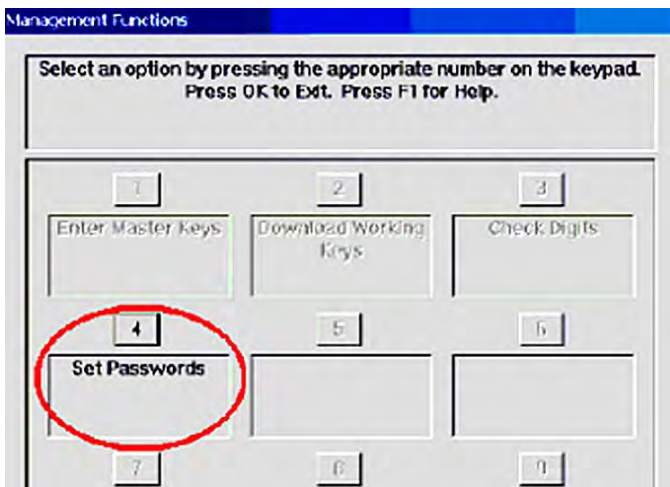 Management Functions
Select an option by pressing the appropriate number on the keypad.
Press OK to Exit. Press F1 for Help.
1 2 3
Enter Master Keys Download Working Check Digits
Keys
4 5 6
Set Passwords
7 8 9